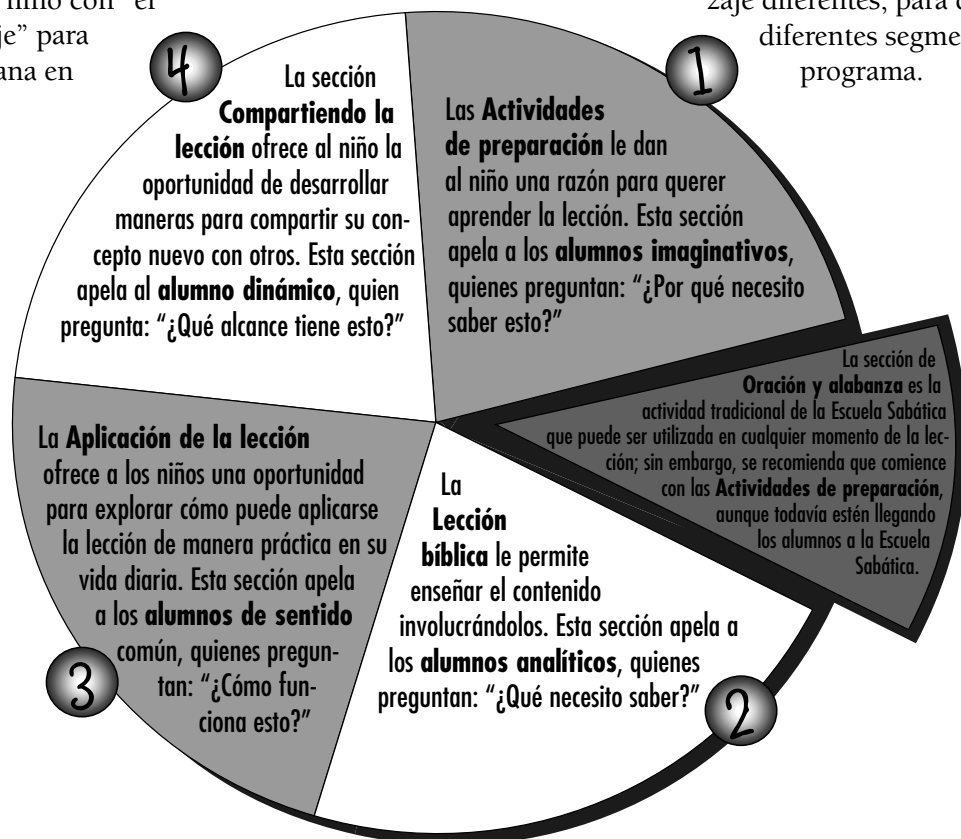 niño con “el
je” para
ana en
zaje diferentes, para
diferentes segme
programa.
4
La sección
Compartiendo la
lección ofrece al niño la
oportunidad de desarrollar
maneras para compartir su con-
cepto nuevo con otros. Esta sección
apela al alumno dinámico, quien
pregunta: “¿Qué alcance tiene esto?”
1
Las Actividades
de preparación le dan
al niño una razón para querer
aprender la lección. Esta sección
apela a los alumnos imaginativos,
quienes preguntan: “¿Por qué necesito
saber esto?”
La sección de
Oración y alabanza es la
actividad tradicional de la Escuela Sabática
que puede ser utilizada en cualquier momento de la lec-
ción; sin embargo, se recomienda que comience
con las Actividades de preparación,
aunque todavía estén llegando
los alumnos a la Escuela
Sabática.
La
Lección
bíblica le permite
enseñar el contenido
involucrándolos. Esta sección apela a
los alumnos analíticos, quienes
preguntan: “¿Qué necesito saber?”
2
La Aplicación de la lección
ofrece a los niños una oportunidad
para explorar cómo puede aplicarse
la lección de manera práctica en su
vida diaria. Esta sección apela
a los alumnos de sentido
común, quienes pregun-
tan: “¿Cómo fun-
ciona esto?”
3